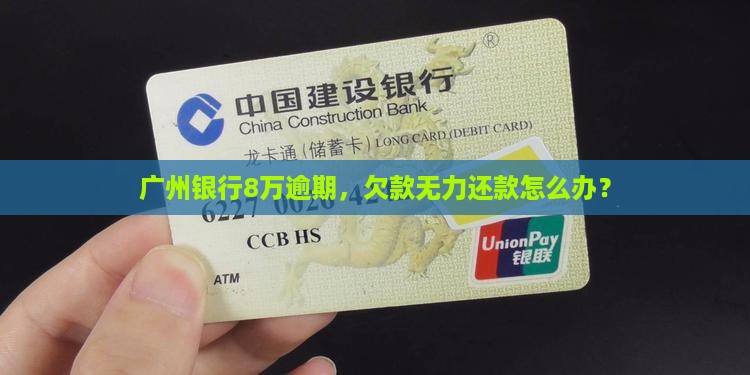 ®
中国建设银行
China Construction Bank
龙卡通(储蓄卡) LONG CARD (DEBIT CARD)
广州银行8万逾期，欠款无力还款怎么办？
6227
CCB HS
UnionPay
银联
ATM